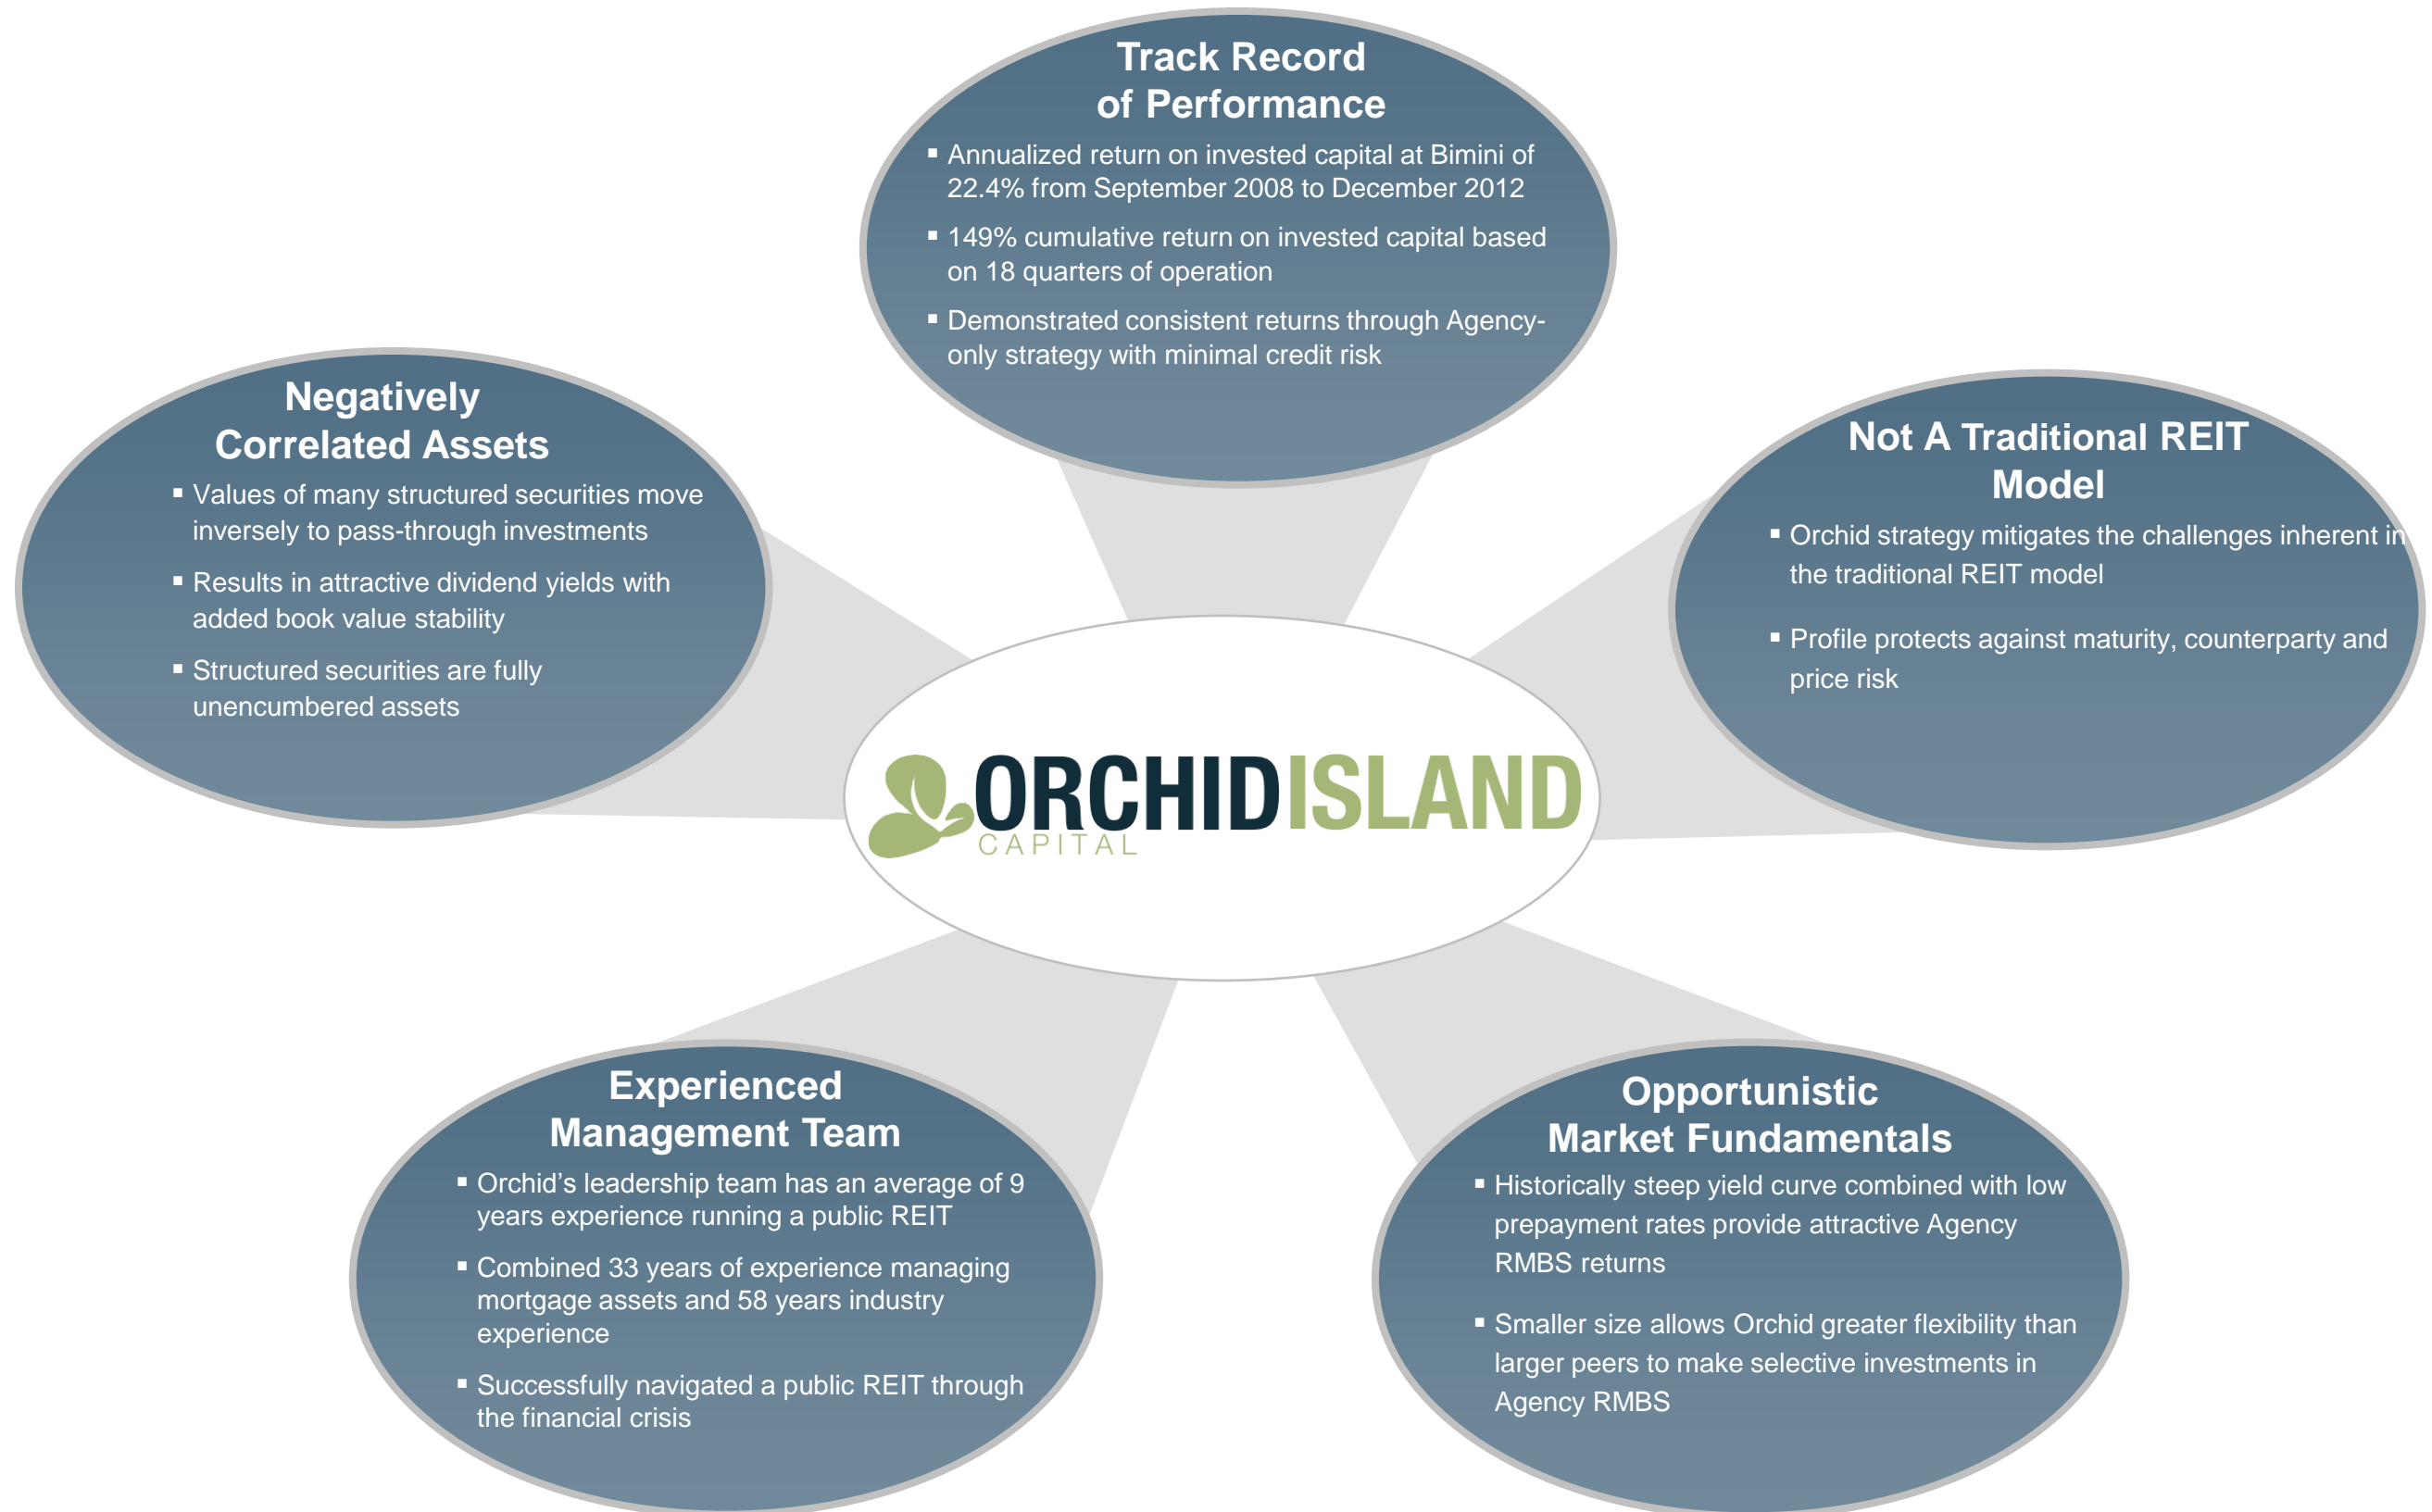 Track Record
of Performance
▪ Annualized return on invested capital at Bimini of
22.4% from September 2008 to December 2012
▪ 149% cumulative return on invested capital based
on 18 quarters of operation
▪ Demonstrated consistent returns through Agency-
only strategy with minimal credit risk
Negatively
Correlated Assets
▪ Values of many structured securities move
inversely to pass-through investments
▪ Results in attractive dividend yields with
added book value stability
▪ Structured securities are fully
unencumbered assets
Not A Traditional REIT
Model
▪ Orchid strategy mitigates the challenges inherent in
the traditional REIT model
▪ Profile protects against maturity, counterparty and
price risk
ORCHIDISLAND
CAPITAL
Experienced
Management Team
▪ Orchid’s leadership team has an average of 9
years experience running a public REIT
▪ Combined 33 years of experience managing
mortgage assets and 58 years industry
experience
▪ Successfully navigated a public REIT through
the financial crisis
Opportunistic
Market Fundamentals
▪ Historically steep yield curve combined with low
prepayment rates provide attractive Agency
RMBS returns
▪ Smaller size allows Orchid greater flexibility than
larger peers to make selective investments in
Agency RMBS